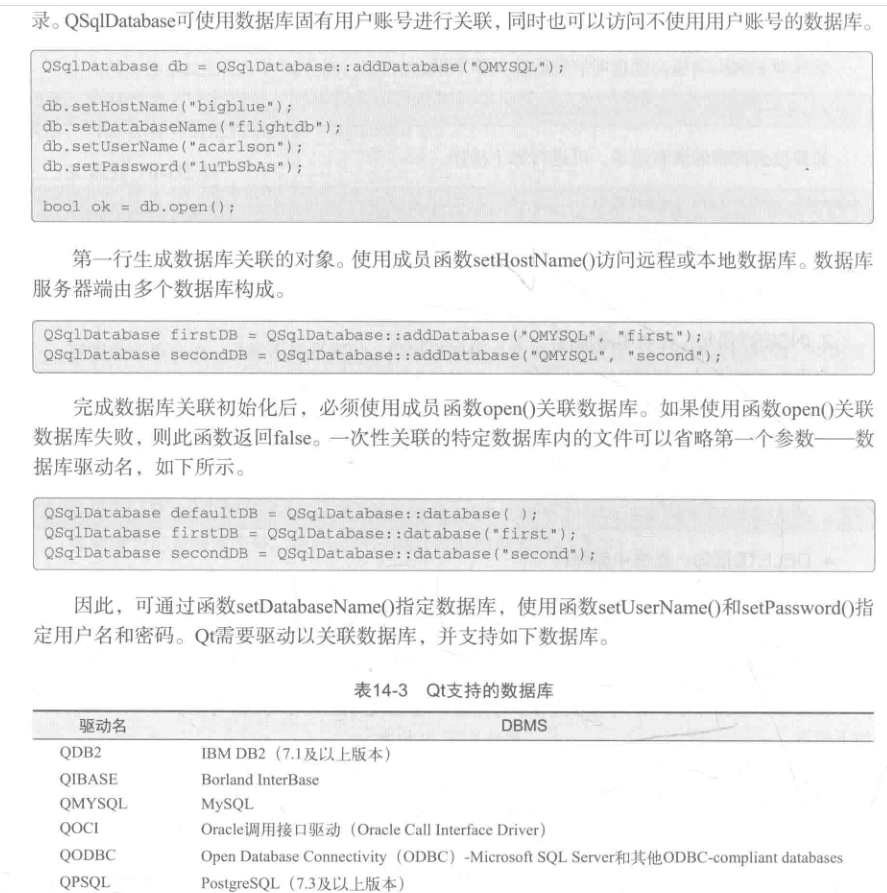 录。QSqlDatabase可使用数据库固有用户账号进行关联，同时也可以访问不使用用户账号的数据库。
QSqlDatabase db = QSqlDatabase::addDatabase("QMYSQL");
db.setHostName("bigblue");
db.setDatabaseName("flightdb");
db.setUserName("acarlson");
db.setPassword("1uTbSbAs");
bool ok = db.open();
第一行生成数据库关联的对象。使用成员函数setHostName()访问远程或本地数据库。数据库
服务器端由多个数据库构成。
QSqlDatabase firstDB = QSqlDatabase::addDatabase("QMYSQL", "first");
QSqlDatabase secondDB = QSqlDatabase::addDatabase("QMYSQL", "second");
完成数据库关联初始化后，必须使用成员函数open()关联数据库。如果使用函数open()关联
数据库失败，则此函数返回false。一次性关联的特定数据库内的文件可以省略第一个参数——数
据库驱动名，如下所示。
QSqlDatabase defaultDB = QSqlDatabase::database( );
QSqlDatabase firstDB = QSqlDatabase::database("first");
QSqlDatabase secondDB = QSqlDatabase::database("second");
因此，可通过函数setDatabaseName()指定数据库，使用函数setUserName()和setPassword()指
定用户名和密码。Qt需要驱动以关联数据库，并支持如下数据库。
表14-3 Qt支持的数据库
驱动名 DBMS
QDB2 IBM DB2（7.1及以上版本）
QIBASE Borland InterBase
QMYSQL MySQL
QOCI Oracle调用接口驱动（Oracle Call Interface Driver）
QODBC Open Database Connectivity（ODBC）-Microsoft SQL Server和其他ODBC-compliant databases
QPSQL PostgreSQL（7.3及以上版本）